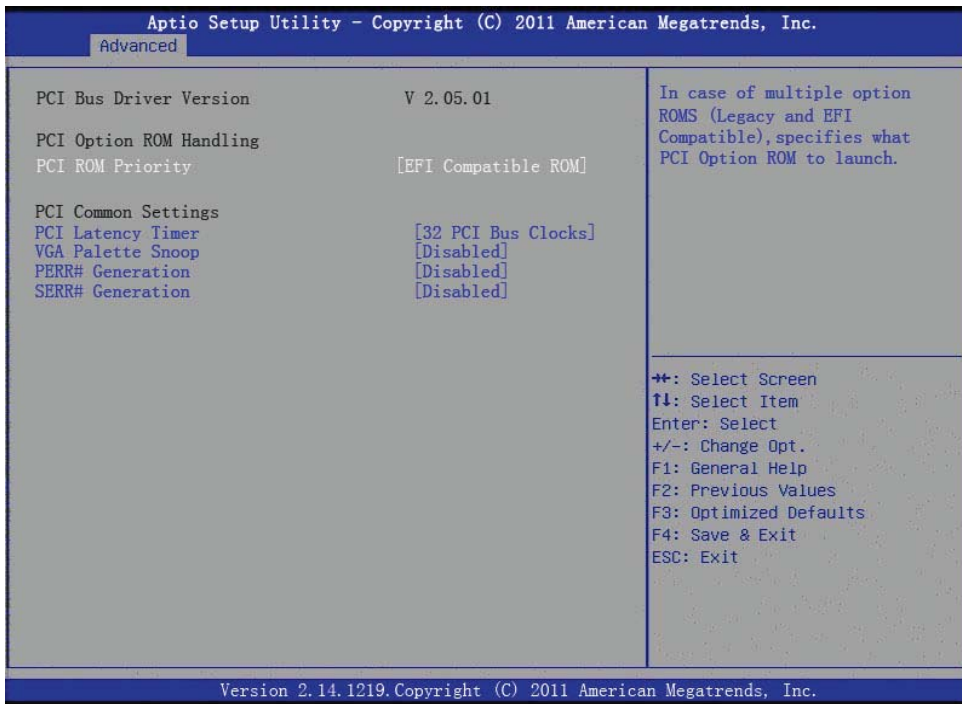 Aptio Setup Utility - Copyright (C) 2011 American Megatrends, Inc.
Advanced
PCI Bus Driver Version V 2.05.01
PCI Option ROM Handling
PCI ROM Priority [EFI Compatible ROM]
PCI Common Settings
PCI Latency Timer [32 PCI Bus Clocks]
VGA Palette Snoop [Disabled]
PERR# Generation [Disabled]
SERR# Generation [Disabled]
In case of multiple option
ROMS (Legacy and EFI
Compatible),specifies what
PCI Option ROM to launch.
→←: Select Screen
↑↓: Select Item
Enter: Select
+/-: Change Opt.
F1: General Help
F2: Previous Values
F3: Optimized Defaults
F4: Save & Exit
ESC: Exit
Version 2.14.1219.Copyright (C) 2011 American Megatrends, Inc.